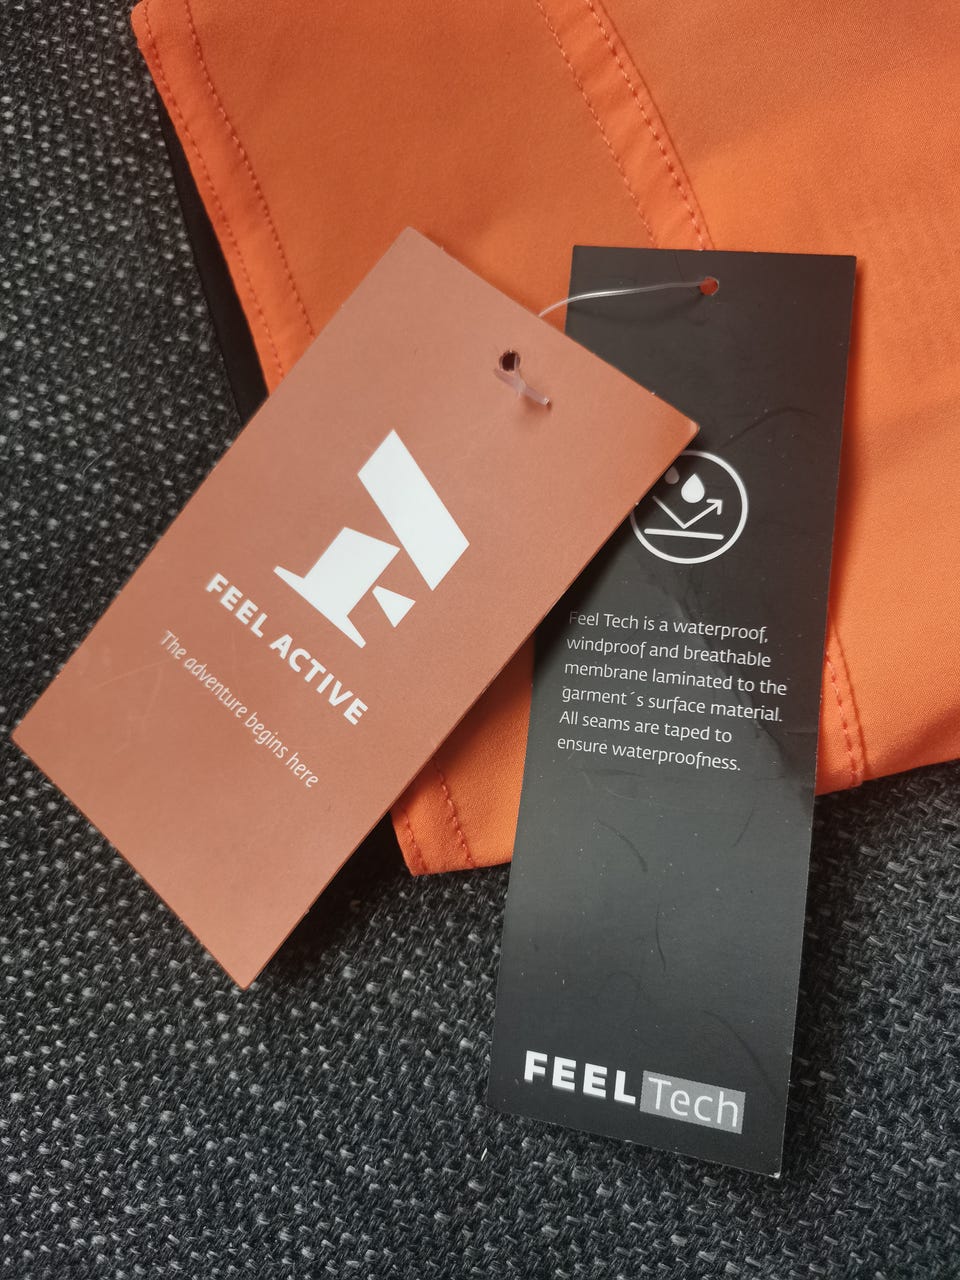 FEEL ACTIVE
The adventure begins here
Feel Tech is a waterproof,
windproof and breathable
membrane laminated to the
garment´s surface material.
All seams are taped to
ensure waterproofness.
FEEL Tech